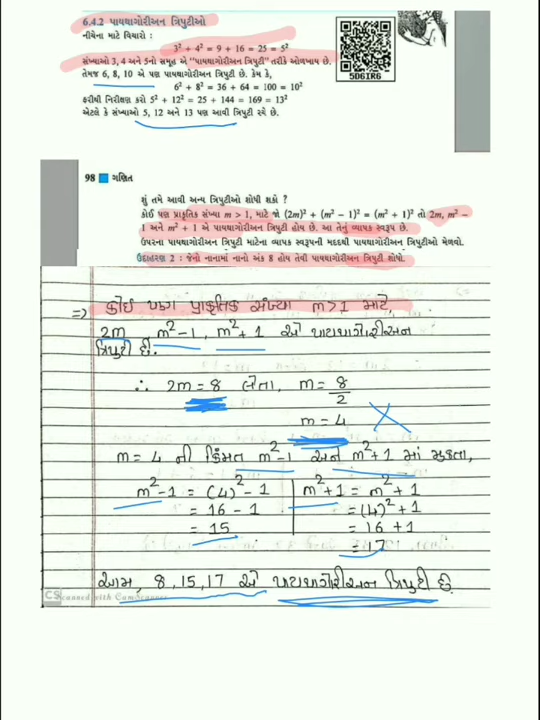 6.4.2 પાયથાગોરીઅન ત્રિપુટીઓ
નીચેના માટે વિચારો :
3² + 4² = 9 + 16 = 25 = 5²
સંખ્યાઓ 3, 4 અને 5નો સમૂહ એ "પાયથાગોરીઅન ત્રિપુટી" તરીકે ઓળખાય છે.
તેમજ 6, 8, 10 એ પણ પાયથાગોરીઅન ત્રિપુટી છે. કેમ કે,
6² + 8² = 36 + 64 = 100 = 10²
ફરીથી નિરીક્ષણ કરો 5² + 12² = 25 + 144 = 169 = 13²
એટલે કે સંખ્યાઓ 5, 12 અને 13 પણ આવી ત્રિપુટી રચે છે.
5D6IR6
98 ગણિત
શું તમે આવી અન્ય ત્રિપુટીઓ શોધી શકો ?
કોઈ પણ પ્રાકૃતિક સંખ્યા m > 1, માટે જો (2m)² + (m² – 1)² = (m² + 1)² તો 2m, m² –
1 અને m² + 1 એ પાયથાગોરીઅન ત્રિપુટી હોય છે. આ તેનું વ્યાપક સ્વરૂપ છે.
ઉપરના પાયથાગોરીઅન ત્રિપુટી માટેના વ્યાપક સ્વરૂપની મદદથી પાયથાગોરીઅન ત્રિપુટીઓ મેળવો.
ઉદાહરણ 2 : જેનો નાનામાં નાનો અંક 8 હોય તેવી પાયથાગોરીઅન ત્રિપુટી શોધો.
⇒ કોઈ પણ પ્રાકૃતિક સંખ્યા m>1 માટે,
2m, m²-1, m²+1 એ પાયથાગોરીઅન
ત્રિપુટી છે.
∴ 2m = 8 લેતા, m = 8/2
m = 4
m = 4 ની કિંમત m²-1 અને m²+1 માં મુકતા,
m²-1 = (4)²-1 m²+1 = m²+1
= 16 - 1 = (4)²+1
= 15 = 16 +1
= 17
આમ, 8,15,17 એ પાયથાગોરીઅન ત્રિપુટી છે.
CS Scanned with CamScanner